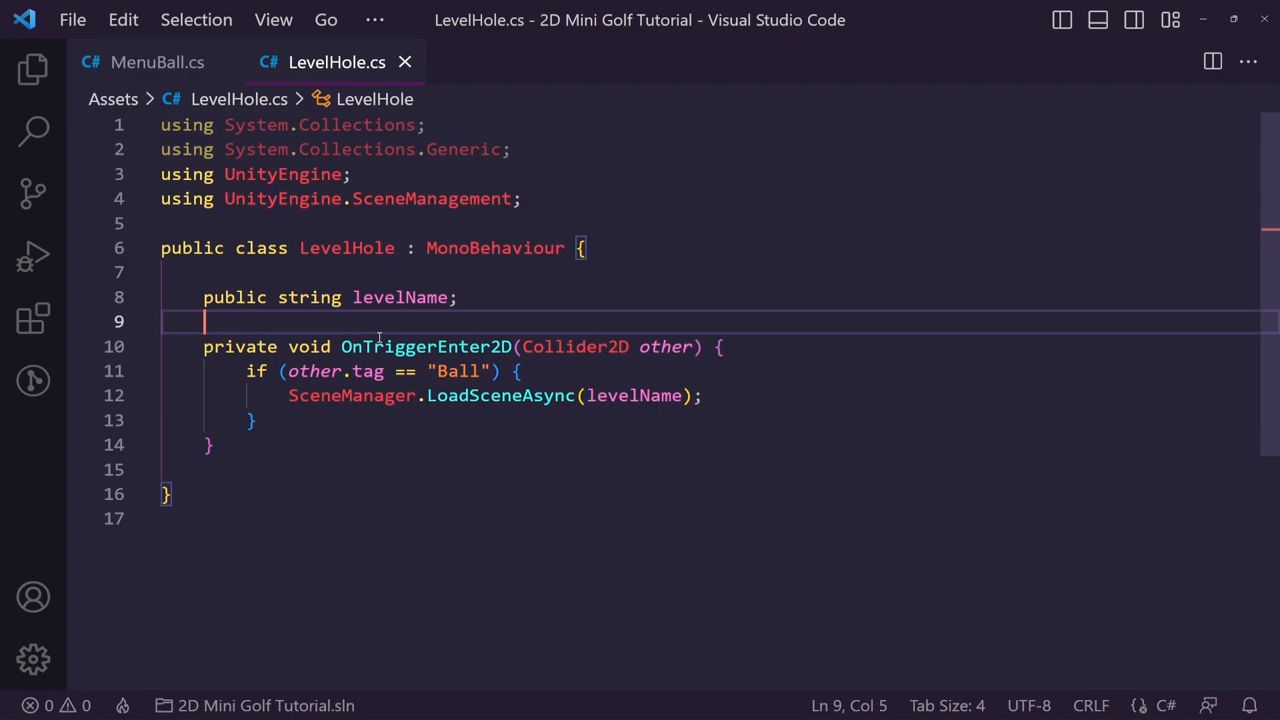 File Edit Selection View Go ··· LevelHole.cs - 2D Mini Golf Tutorial - Visual Studio Code
C# MenuBall.cs C# LevelHole.cs
Assets > C# LevelHole.cs > LevelHole
1 using System.Collections;
2 using System.Collections.Generic;
3 using UnityEngine;
4 using UnityEngine.SceneManagement;
5
6 public class LevelHole : MonoBehaviour {
7
8 public string levelName;
9
10 private void OnTriggerEnter2D(Collider2D other) {
11 if (other.tag == "Ball") {
12 SceneManager.LoadSceneAsync(levelName);
13 }
14 }
15
16 }
17
0 0 2D Mini Golf Tutorial.sln Ln 9, Col 5 Tab Size: 4 UTF-8 CRLF {} C#